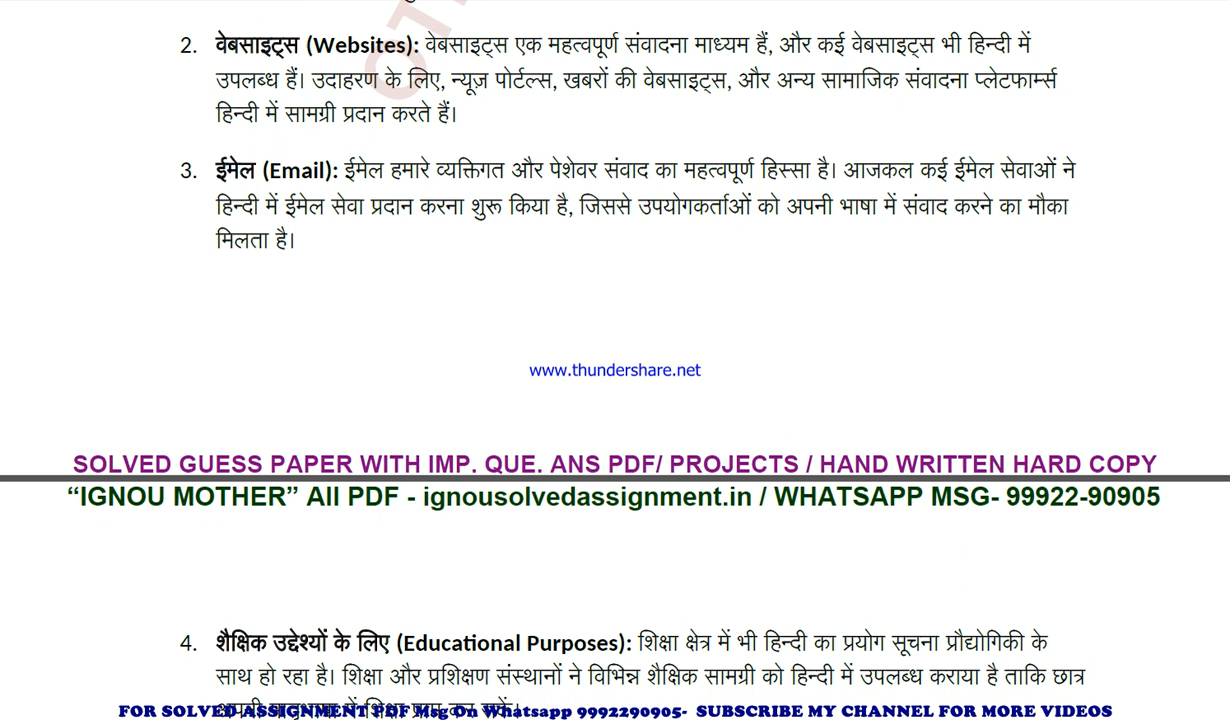 2. वेबसाइट्स (Websites): वेबसाइट्स एक महत्वपूर्ण संवादना माध्यम हैं, और कई वेबसाइट्स भी हिन्दी में
उपलब्ध हैं। उदाहरण के लिए, न्यूज़ पोर्टल्स, खबरों की वेबसाइट्स, और अन्य सामाजिक संवादना प्लेटफार्म्स
हिन्दी में सामग्री प्रदान करते हैं।
3. ईमेल (Email): ईमेल हमारे व्यक्तिगत और पेशेवर संवाद का महत्वपूर्ण हिस्सा है। आजकल कई ईमेल सेवाओं ने
हिन्दी में ईमेल सेवा प्रदान करना शुरू किया है, जिससे उपयोगकर्ताओं को अपनी भाषा में संवाद करने का मौका
मिलता है।
www.thundershare.net
SOLVED GUESS PAPER WITH IMP. QUE. ANS PDF/ PROJECTS / HAND WRITTEN HARD COPY
“IGNOU MOTHER” All PDF - ignousolvedassignment.in / WHATSAPP MSG- 99922-90905
4. शैक्षिक उद्देश्यों के लिए (Educational Purposes): शिक्षा क्षेत्र में भी हिन्दी का प्रयोग सूचना प्रौद्योगिकी के
साथ हो रहा है। शिक्षा और प्रशिक्षण संस्थानों ने विभिन्न शैक्षिक सामग्री को हिन्दी में उपलब्ध कराया है ताकि छात्र
FOR SOLVED ASSIGNMENT PDF Msg On Whatsapp 9992290905- SUBSCRIBE MY CHANNEL FOR MORE VIDEOS